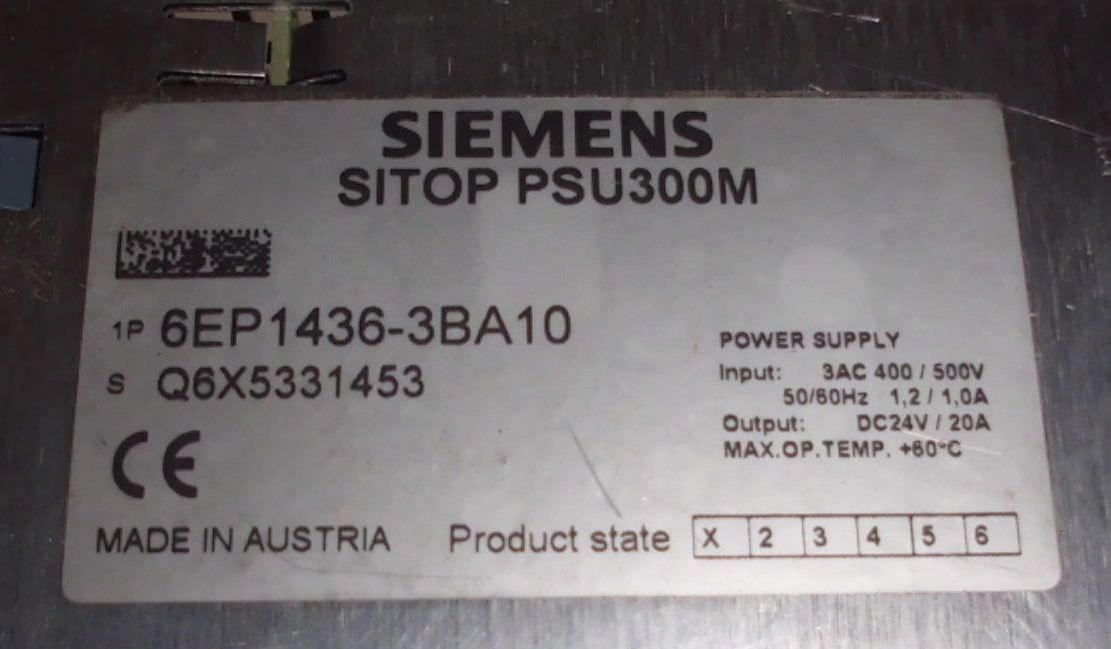 SIEMENS
SITOP PSU300M
1P 6EP1436-3BA10
S Q6X5331453
POWER SUPPLY
Input: 3AC 400 / 500V
50/60Hz 1,2 / 1,0A
Output: DC24V / 20A
MAX.OP.TEMP. +60°C
CE
MADE IN AUSTRIA Product state X 2 3 4 5 6